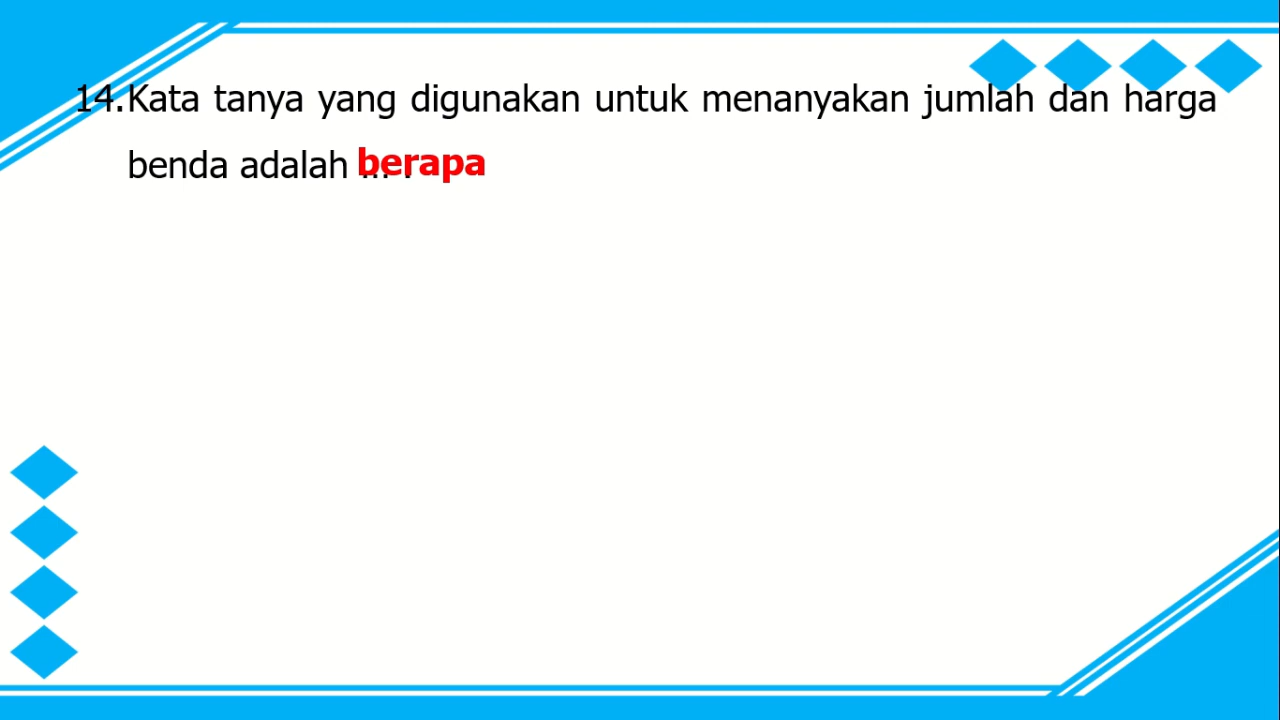 14.Kata tanya yang digunakan untuk menanyakan jumlah dan harga
benda adalah ... . berapa